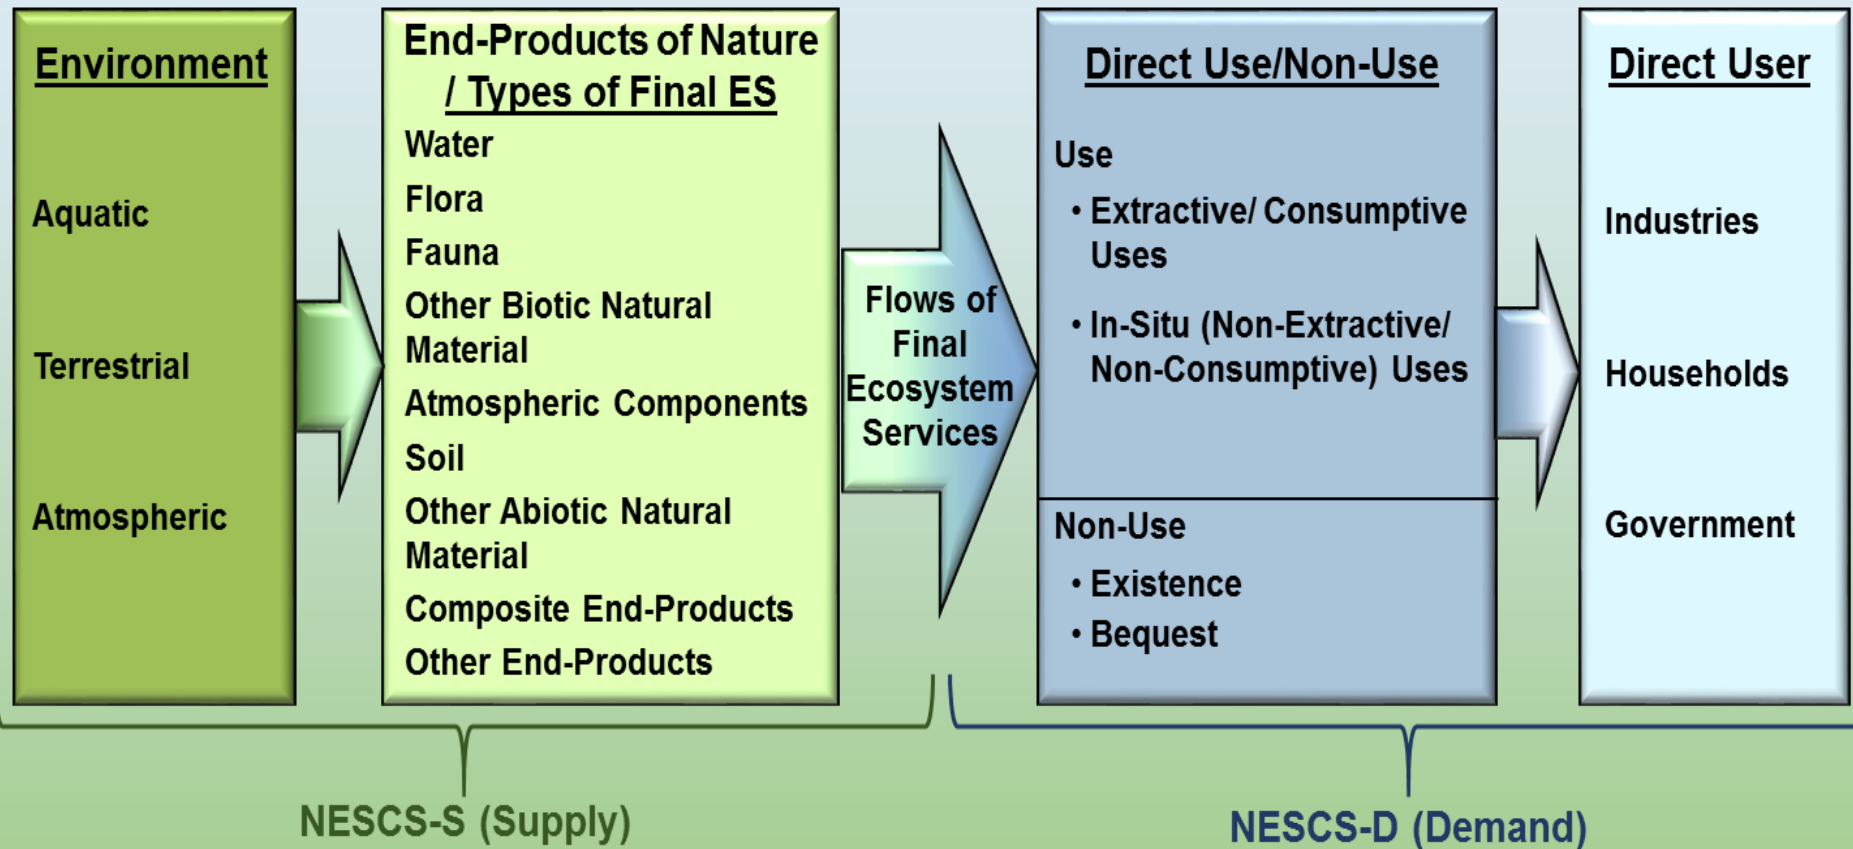 Environment
Aquatic
Terrestrial
Atmospheric
End-Products of Nature
/ Types of Final ES
Water
Flora
Fauna
Other Biotic Natural
Material
Atmospheric Components
Soil
Other Abiotic Natural
Material
Composite End-Products
Other End-Products
Flows of
Final
Ecosystem
Services
Direct Use/Non-Use
Use
• Extractive/ Consumptive
Uses
• In-Situ (Non-Extractive/
Non-Consumptive) Uses
Non-Use
• Existence
• Bequest
Direct User
Industries
Households
Government
NESCS-S (Supply)
NESCS-D (Demand)